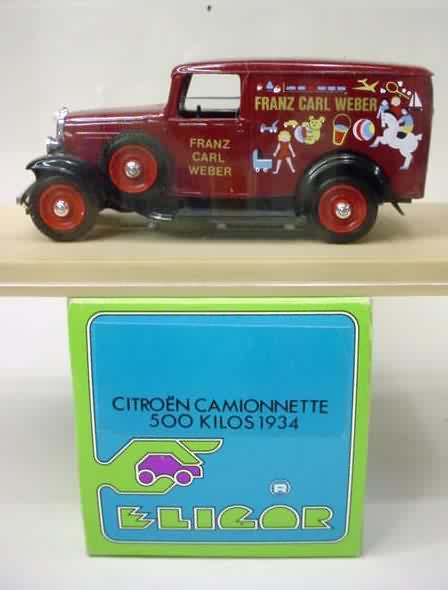 FRANZ CARL WEBER
FRANZ
CARL
WEBER
CITROËN CAMIONNETTE
500 KILOS 1934
R
ELIGOR